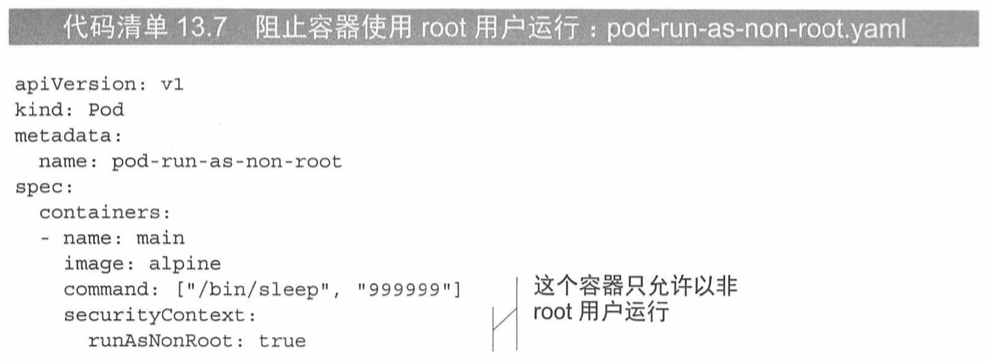 代码清单 13.7 阻止容器使用 root 用户运行：pod-run-as-non-root.yaml
apiVersion: v1
kind: Pod
metadata:
  name: pod-run-as-non-root
spec:
  containers:
  - name: main
    image: alpine
    command: ["/bin/sleep", "999999"]
    securityContext:
      runAsNonRoot: true
这个容器只允许以非
root 用户运行